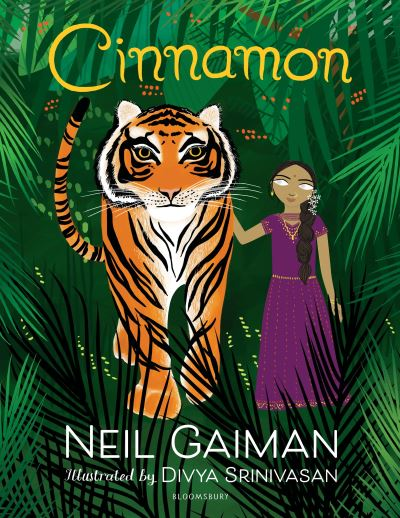 Cinnamon
NEIL GAIMAN
Illustrated by DIVYA SRINIVASAN
BLOOMSBURY